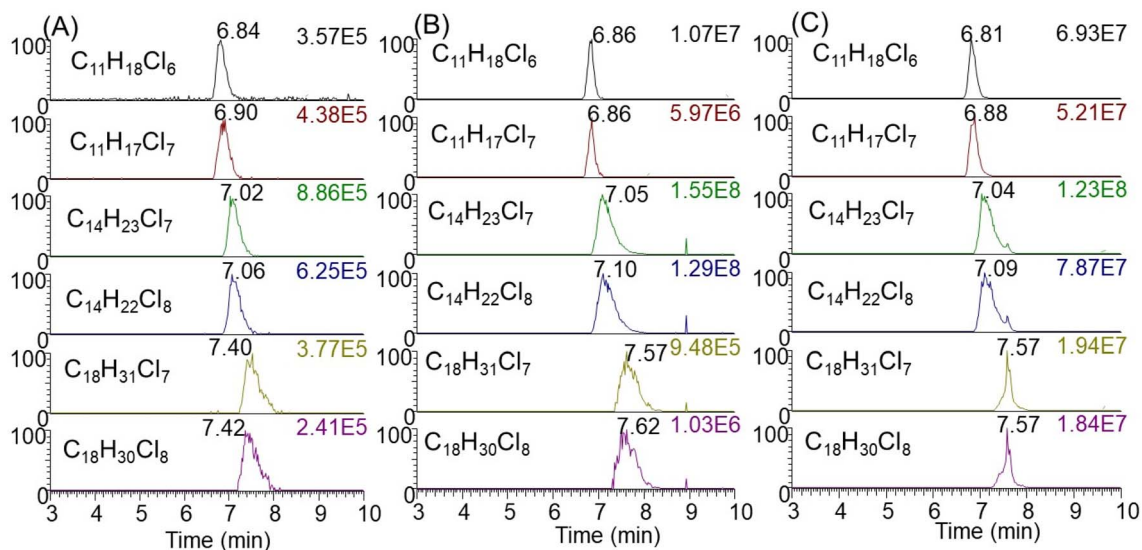 (A)
6.84 3.57E5
100
C₁₁H₁₈Cl₆
0
6.90 4.38E5
100
C₁₁H₁₇Cl₇
0
7.02 8.86E5
100
C₁₄H₂₃Cl₇
0
7.06 6.25E5
100
C₁₄H₂₂Cl₈
0
7.40 3.77E5
100
C₁₈H₃₁Cl₇
0
7.42 2.41E5
100
C₁₈H₃₀Cl₈
0
3 4 5 6 7 8 9 10
Time (min)
(B)
6.86 1.07E7
100
C₁₁H₁₈Cl₆
0
6.86 5.97E6
100
C₁₁H₁₇Cl₇
0
7.05 1.55E8
100
C₁₄H₂₃Cl₇
0
7.10 1.29E8
100
C₁₄H₂₂Cl₈
0
7.57 9.48E5
100
C₁₈H₃₁Cl₇
0
7.62 1.03E6
100
C₁₈H₃₀Cl₈
0
3 4 5 6 7 8 9 10
Time (min)
(C)
6.81 6.93E7
100
C₁₁H₁₈Cl₆
0
6.88 5.21E7
100
C₁₁H₁₇Cl₇
0
7.04 1.23E8
100
C₁₄H₂₃Cl₇
0
7.09 7.87E7
100
C₁₄H₂₂Cl₈
0
7.57 1.94E7
100
C₁₈H₃₁Cl₇
0
7.57 1.84E7
100
C₁₈H₃₀Cl₈
0
3 4 5 6 7 8 9 10
Time (min)